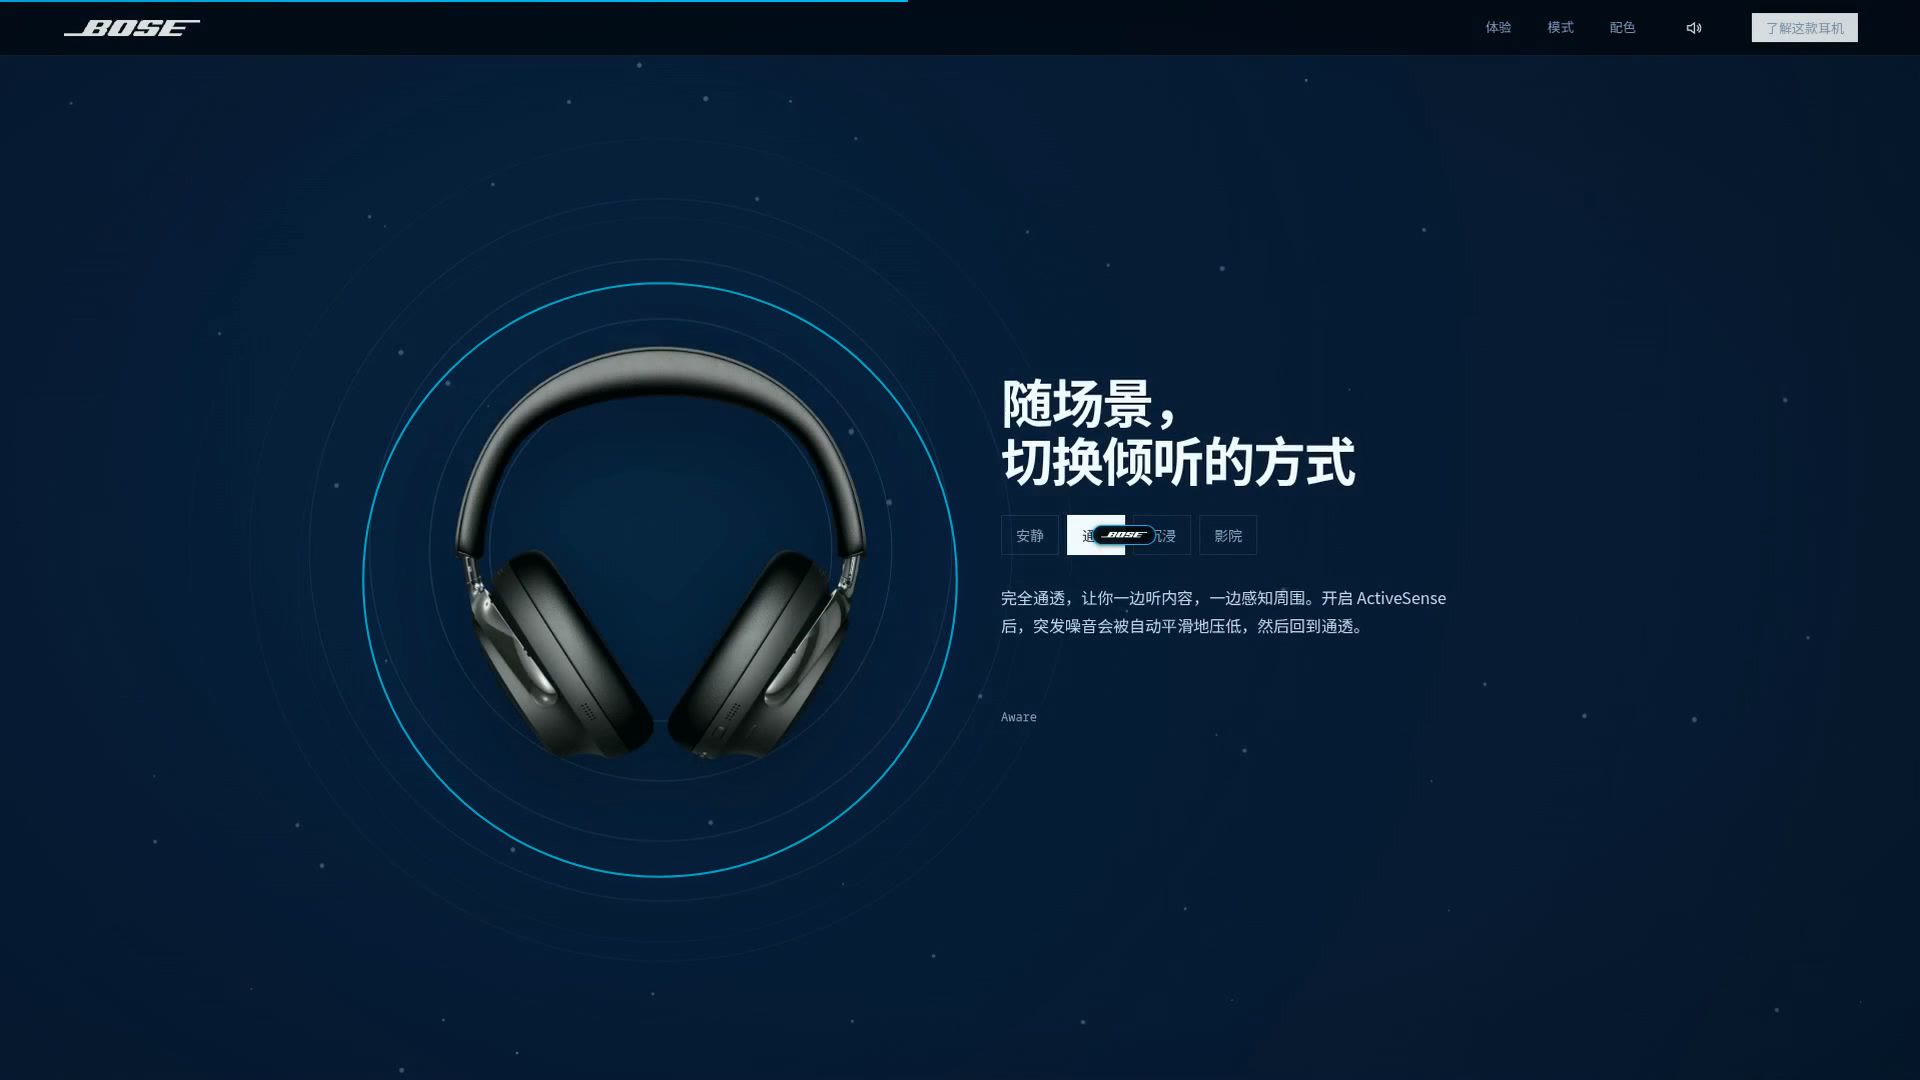 BOSE
体验
模式
配色
了解这款耳机
随场景，
切换倾听的方式
安静
通
BOSE
沉浸
影院
完全通透，让你一边听内容，一边感知周围。开启 ActiveSense
后，突发噪音会被自动平滑地压低，然后回到通透。
Aware